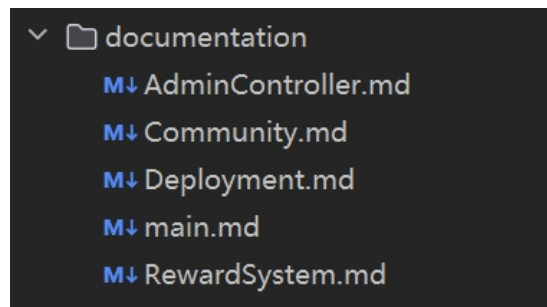 documentation
M↓ AdminController.md
M↓ Community.md
M↓ Deployment.md
M↓ main.md
M↓ RewardSystem.md